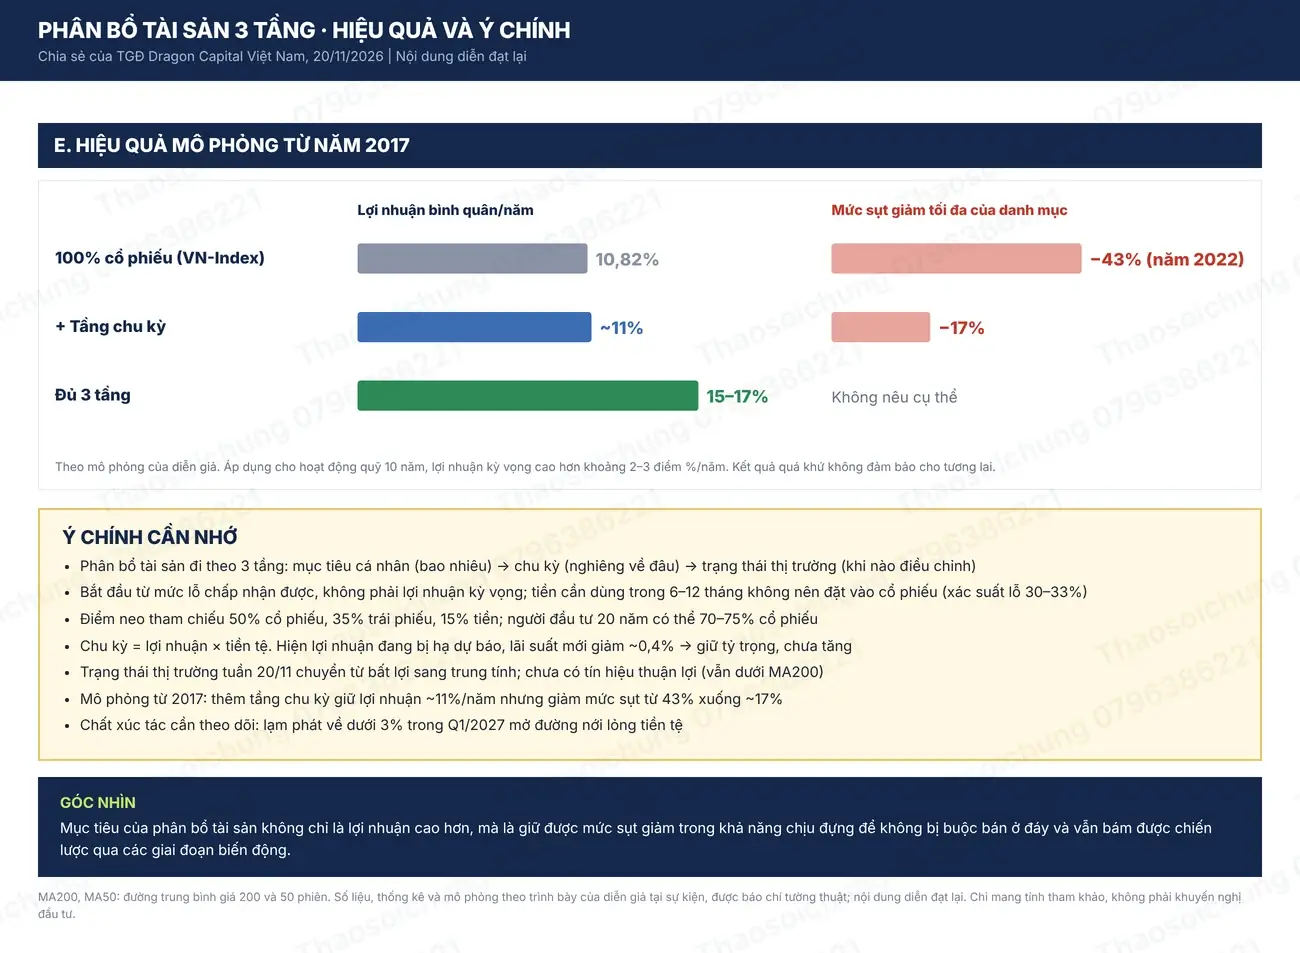 PHÂN BỔ TÀI SẢN 3 TẦNG · HIỆU QUẢ VÀ Ý CHÍNH
Chia sẻ của TGĐ Dragon Capital Việt Nam, 20/11/2026 | Nội dung diễn đạt lại
E. HIỆU QUẢ MÔ PHỎNG TỪ NĂM 2017
Lợi nhuận bình quân/năm
Mức sụt giảm tối đa của danh mục
100% cổ phiếu (VN-Index)
10,82%
−43% (năm 2022)
+ Tầng chu kỳ
~11%
−17%
Đủ 3 tầng
15–17%
Không nêu cụ thể
Theo mô phỏng của diễn giả. Áp dụng cho hoạt động quỹ 10 năm, lợi nhuận kỳ vọng cao hơn khoảng 2–3 điểm %/năm. Kết quả quá khứ không đảm bảo cho tương lai.
Ý CHÍNH CẦN NHỚ
• Phân bổ tài sản đi theo 3 tầng: mục tiêu cá nhân (bao nhiêu) → chu kỳ (nghiêng về đâu) → trạng thái thị trường (khi nào điều chỉnh)
• Bắt đầu từ mức lỗ chấp nhận được, không phải lợi nhuận kỳ vọng; tiền cần dùng trong 6–12 tháng không nên đặt vào cổ phiếu (xác suất lỗ 30–33%)
• Điểm neo tham chiếu 50% cổ phiếu, 35% trái phiếu, 15% tiền; người đầu tư 20 năm có thể 70–75% cổ phiếu
• Chu kỳ = lợi nhuận × tiền tệ. Hiện lợi nhuận đang bị hạ dự báo, lãi suất mới giảm ~0,4% → giữ tỷ trọng, chưa tăng
• Trạng thái thị trường tuần 20/11 chuyển từ bất lợi sang trung tính; chưa có tín hiệu thuận lợi (vẫn dưới MA200)
• Mô phỏng từ 2017: thêm tầng chu kỳ giữ lợi nhuận ~11%/năm nhưng giảm mức sụt từ 43% xuống ~17%
• Chất xúc tác cần theo dõi: lạm phát về dưới 3% trong Q1/2027 mở đường nới lỏng tiền tệ
GÓC NHÌN
Mục tiêu của phân bổ tài sản không chỉ là lợi nhuận cao hơn, mà là giữ được mức sụt giảm trong khả năng chịu đựng để không bị buộc bán ở đáy và vẫn bám được chiến
lược qua các giai đoạn biến động.
MA200, MA50: đường trung bình giá 200 và 50 phiên. Số liệu, thống kê và mô phỏng theo trình bày của diễn giả tại sự kiện, được báo chí tường thuật; nội dung diễn đạt lại. Chỉ mang tính tham khảo, không phải khuyến nghị
đầu tư.
Thaosoichung 0796386221